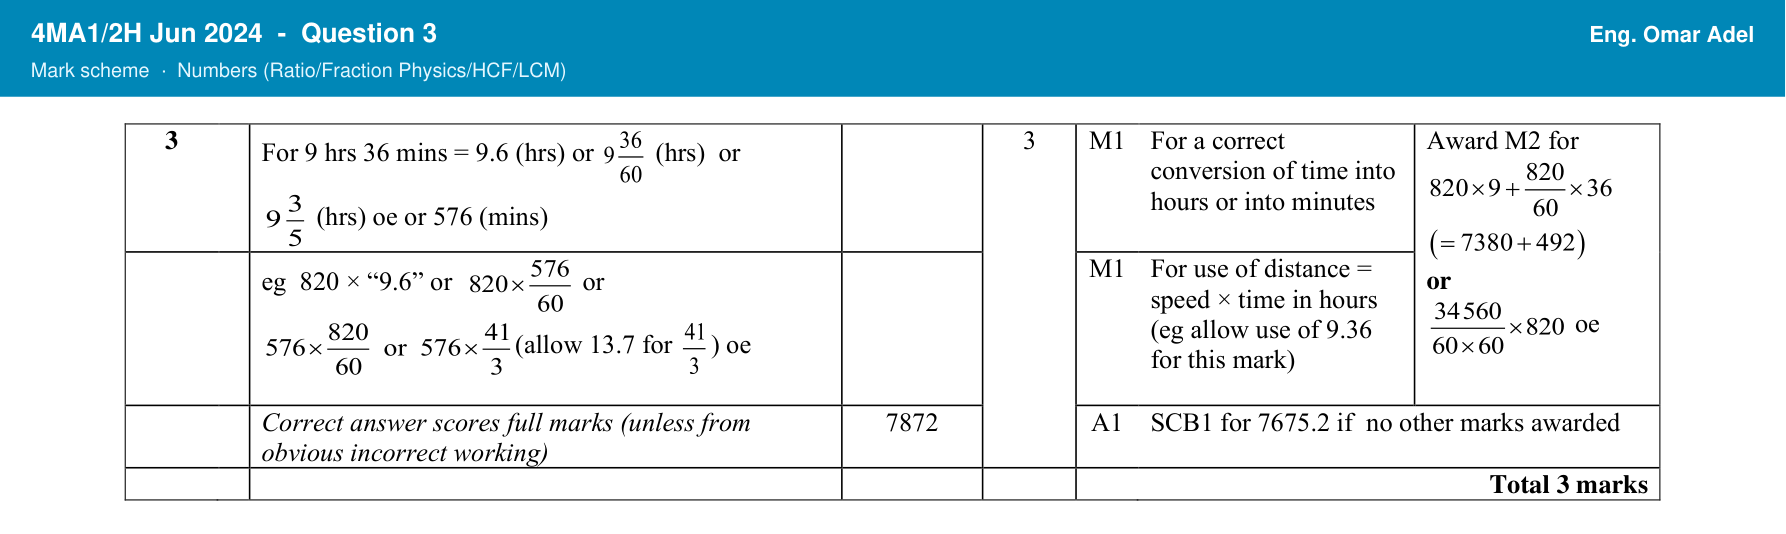 4MA1/2H Jun 2024 - Question 3
Eng. Omar Adel
Mark scheme · Numbers (Ratio/Fraction Physics/HCF/LCM)
3
For 9 hrs 36 mins = 9.6 (hrs) or 9 36/60 (hrs) or
9 3/5 (hrs) oe or 576 (mins)
3
M1
For a correct
conversion of time into
hours or into minutes
Award M2 for
820×9+820/60×36
(=7380+492)
or
34560/60×60×820 oe
eg 820 × “9.6” or 820×576/60 or
576×820/60 or 576×41/3 (allow 13.7 for 41/3) oe
M1
For use of distance =
speed × time in hours
(eg allow use of 9.36
for this mark)
Correct answer scores full marks (unless from
obvious incorrect working)
7872
A1
SCB1 for 7675.2 if no other marks awarded
Total 3 marks